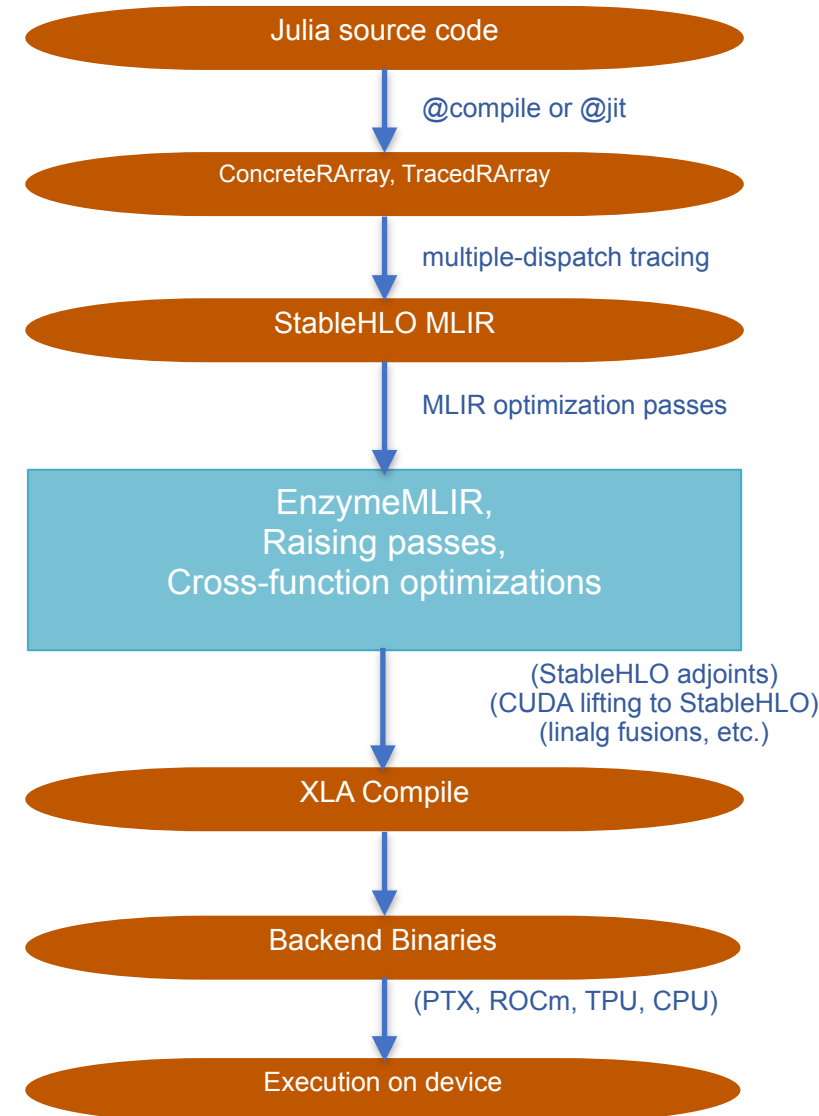 Julia source code
@compile or @jit
ConcreteRArray, TracedRArray
multiple-dispatch tracing
StableHLO MLIR
MLIR optimization passes
EnzymeMLIR,
Raising passes,
Cross-function optimizations
(StableHLO adjoints)
(CUDA lifting to StableHLO)
(linalg fusions, etc.)
XLA Compile
Backend Binaries
(PTX, ROCm, TPU, CPU)
Execution on device